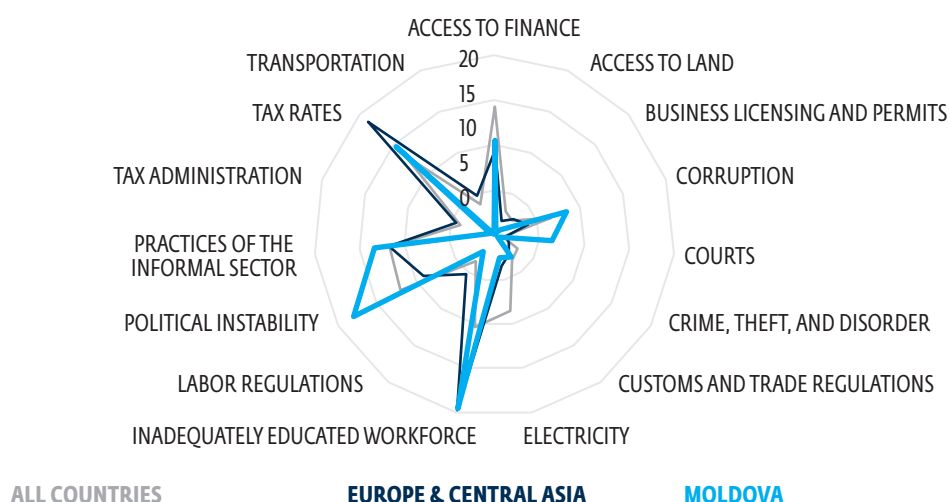 ACCESS TO FINANCE
TRANSPORTATION
ACCESS TO LAND
20
15
10
5
0
TAX RATES
BUSINESS LICENSING AND PERMITS
TAX ADMINISTRATION
CORRUPTION
PRACTICES OF THE
INFORMAL SECTOR
COURTS
POLITICAL INSTABILITY
CRIME, THEFT, AND DISORDER
LABOR REGULATIONS
CUSTOMS AND TRADE REGULATIONS
INADEQUATELY EDUCATED WORKFORCE
ELECTRICITY
ALL COUNTRIES
EUROPE & CENTRAL ASIA
MOLDOVA